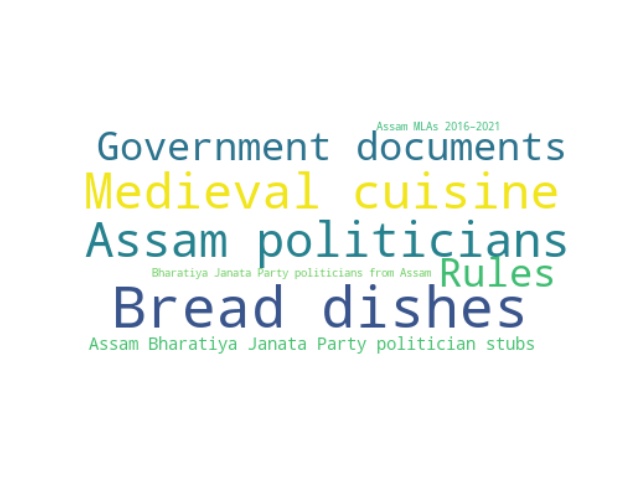 Assam MLAs 2016–2021
Government documents
Medieval cuisine
Assam politicians
Bharatiya Janata Party politicians from Assam
Rules
Bread dishes
Assam Bharatiya Janata Party politician stubs